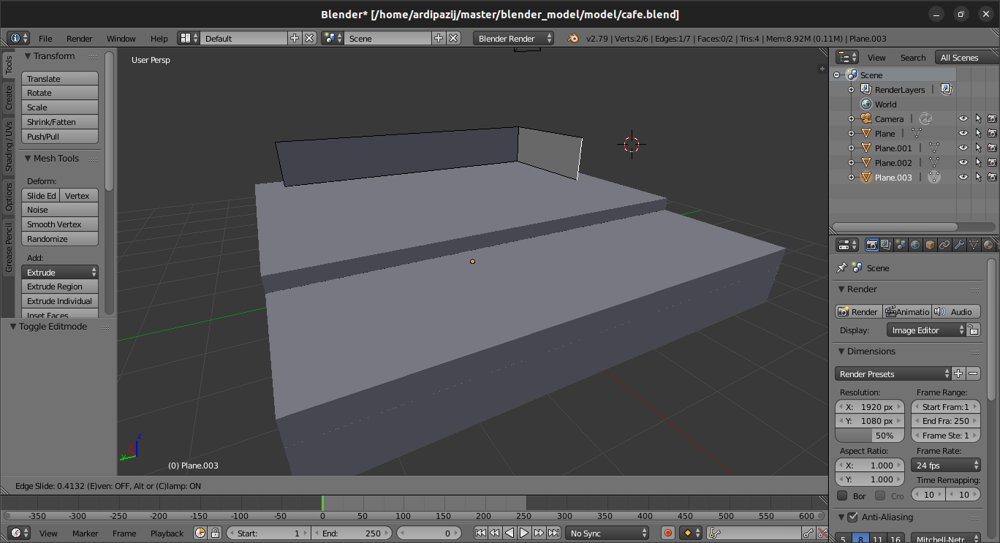 Blender* [/home/ardipazij/master/blender_model/model/cafe.blend]
File Render Window Help Default Scene Blender Render v2.79 | Verts:2/6 | Edges:1/7 | Faces:0/2 | Tris:4 | Mem:8.92M (0.11M) | Plane.003
Tools
Create
Shading / UVs
Options
Grease Pencil
Transform
Translate
Rotate
Scale
Shrink/Fatten
Push/Pull
Mesh Tools
Deform:
Slide Ed Vertex
Noise
Smooth Vertex
Randomize
Add:
Extrude
Extrude Region
Extrude Individual
Inset Faces
Toggle Editmode
User Persp
z
x
y
(0) Plane.003
Edge Slide: 0.4132 (E)ven: OFF, Alt or (C)lamp: ON
View Search All Scenes
Scene
RenderLayers |
World
Camera |
Plane |
Plane.001 |
Plane.002 |
Plane.003 |
Scene
Render
Render Animatio Audio
Display: Image Editor
Dimensions
Render Presets
Resolution: Frame Range:
X: 1920 px Start Fram:1
Y: 1080 px End Fra: 250
50% Frame Ste: 1
Aspect Ratio: Frame Rate:
X: 1.000 24 fps
Y: 1.000 Time Remapping:
Bor Cro 10 10
Anti-Aliasing
5 8 11 16 Mitchell-Netr...
-350 -300 -250 -200 -150 -100 -50 0 50 100 150 200 250 300 350 400 450 500 550 600
View Marker Frame Playback Start: 1 End: 250 0 No Sync